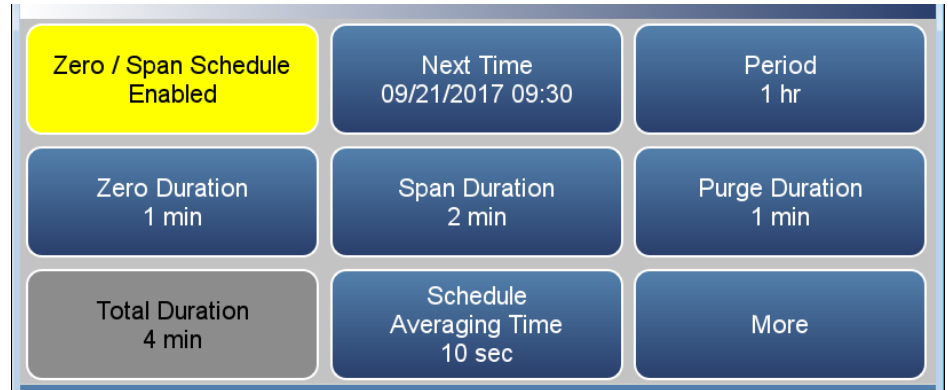 Zero / Span Schedule
Enabled
Next Time
09/21/2017 09:30
Period
1 hr
Zero Duration
1 min
Span Duration
2 min
Purge Duration
1 min
Total Duration
4 min
Schedule
Averaging Time
10 sec
More